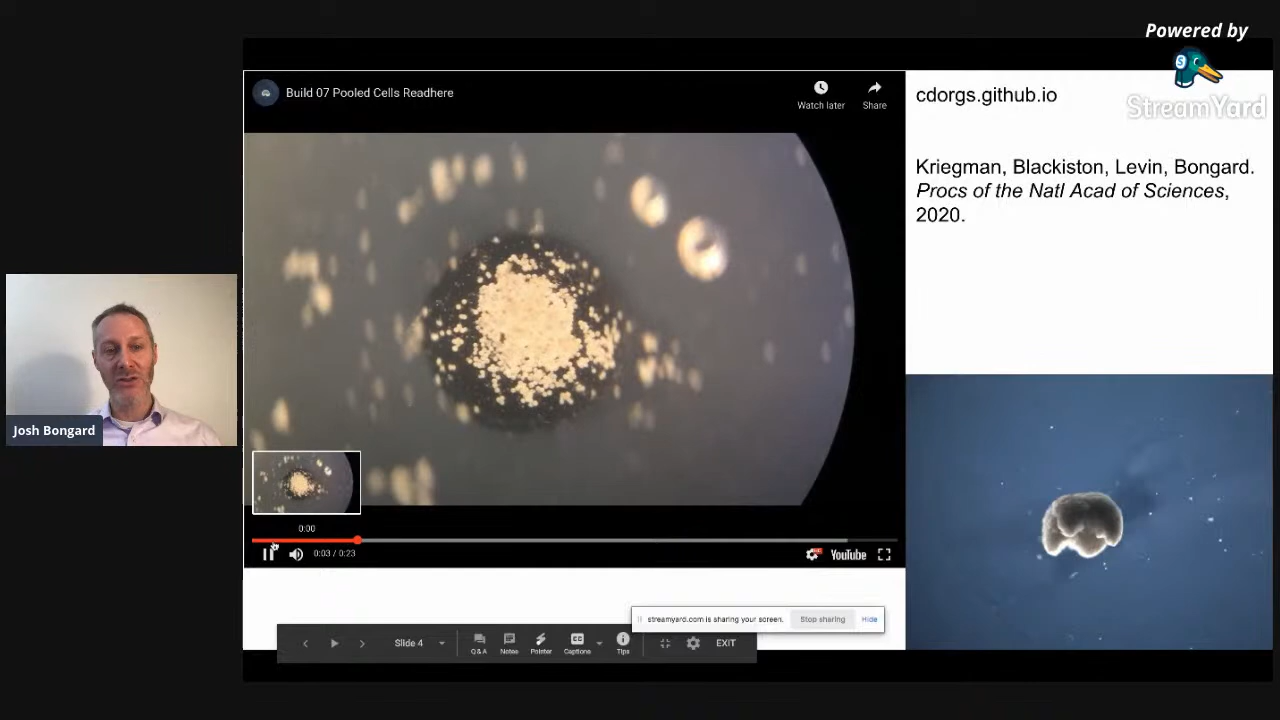 Powered by
StreamYard
Build 07 Pooled Cells Readhere
Watch later
Share
cdorgs.github.io
Kriegman, Blackiston, Levin, Bongard.
Procs of the Natl Acad of Sciences,
2020.
Josh Bongard
0:00
0:03 / 0:23
YouTube
streamyard.com is sharing your screen.
Stop sharing
Hide
Slide 4
Q&A
Notes
Pointer
Captions
Tips
EXIT